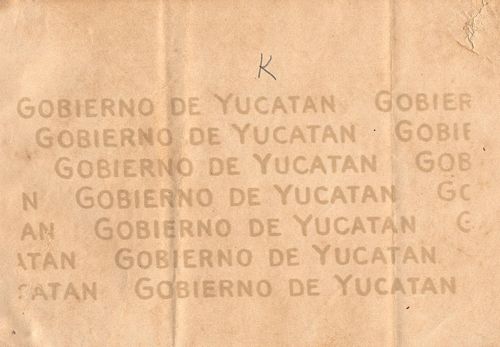 K
GOBIERNO DE YUCATAN GOBIER
GOBIERNO DE YUCATAN GOBIE
GOBIERNO DE YUCATAN GOB
N GOBIERNO DE YUCATAN GO
AN GOBIERNO DE YUCATAN G
ATAN GOBIERNO DE YUCATAN
CATAN GOBIERNO DE YUCATAN